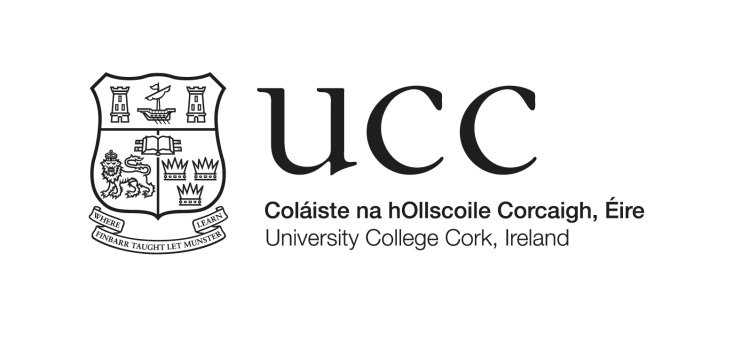 ucc
Coláiste na hOllscoile Corcaigh, Éire
University College Cork, Ireland
WHERE
FINBARR TAUGHT LET MUNSTER
LEARN